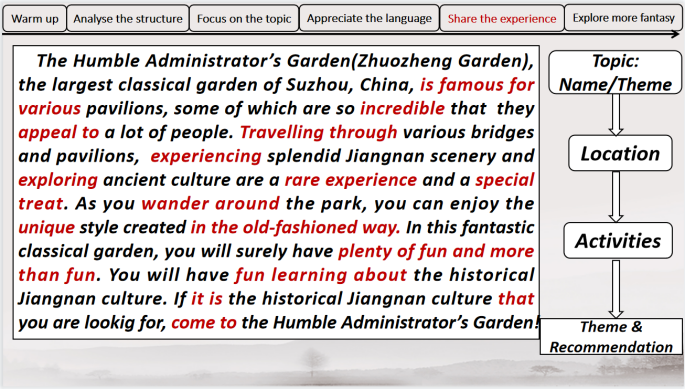 Warm up
Analyse the structure
Focus on the topic
Appreciate the language
Share the experience
Explore more fantasy
The Humble Administrator's Garden(Zhuozheng Garden),
the largest classical garden of Suzhou, China, is famous for
various pavilions, some of which are so incredible that they
appeal to a lot of people. Travelling through various bridges
and pavilions, experiencing splendid Jiangnan scenery and
exploring ancient culture are a rare experience and a special
treat. As you wander around the park, you can enjoy the
unique style created in the old-fashioned way. In this fantastic
classical garden, you will surely have plenty of fun and more
than fun. You will have fun learning about the historical
Jiangnan culture. If it is the historical Jiangnan culture that
you are lookig for, come to the Humble Administrator's Garden!
Topic:
Name/Theme
Location
Activities
Theme &
Recommendation